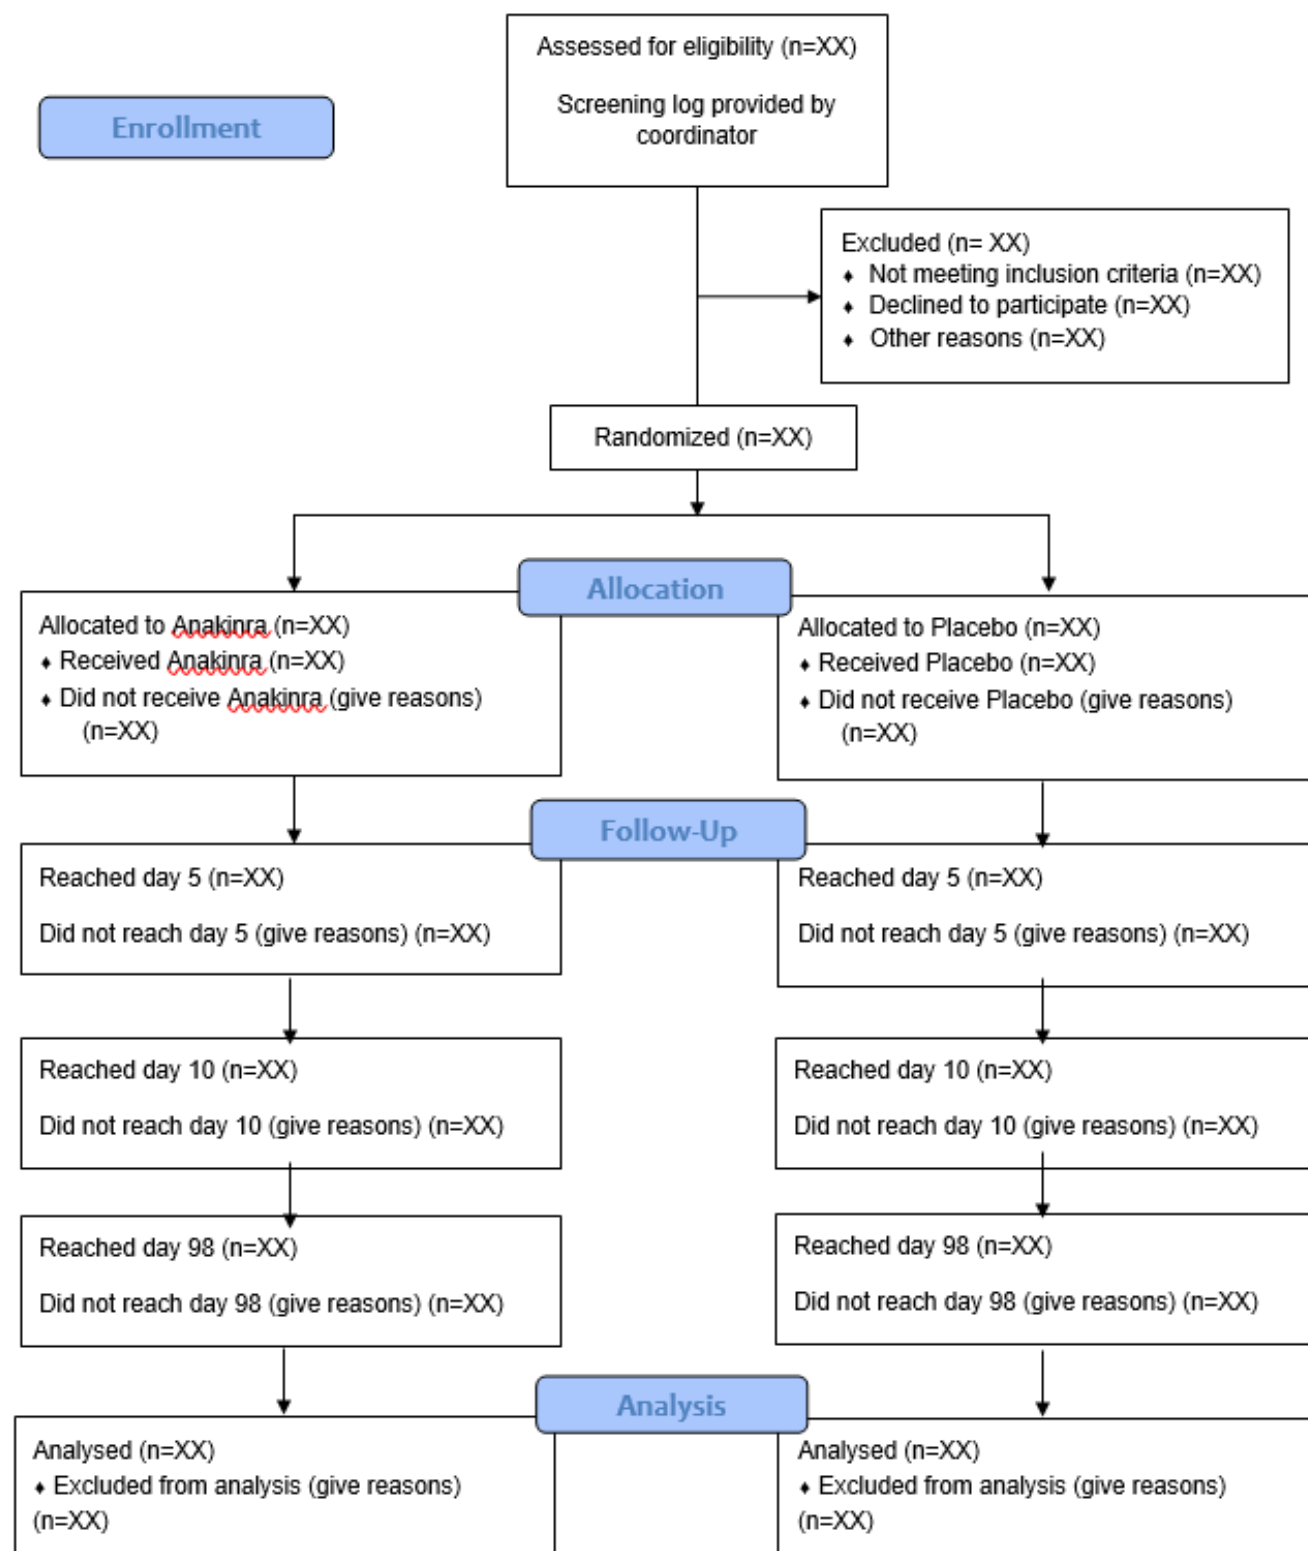 Assessed for eligibility (n=XX)
Screening log provided by
coordinator
Enrollment
Excluded (n= XX)
♦ Not meeting inclusion criteria (n=XX)
♦ Declined to participate (n=XX)
♦ Other reasons (n=XX)
Randomized (n=XX)
Allocation
Allocated to Anakinra (n=XX)
♦ Received Anakinra (n=XX)
♦ Did not receive Anakinra (give reasons)
(n=XX)
Allocated to Placebo (n=XX)
♦ Received Placebo (n=XX)
♦ Did not receive Placebo (give reasons)
(n=XX)
Follow-Up
Reached day 5 (n=XX)
Did not reach day 5 (give reasons) (n=XX)
Reached day 5 (n=XX)
Did not reach day 5 (give reasons) (n=XX)
Reached day 10 (n=XX)
Did not reach day 10 (give reasons) (n=XX)
Reached day 10 (n=XX)
Did not reach day 10 (give reasons) (n=XX)
Reached day 98 (n=XX)
Did not reach day 98 (give reasons) (n=XX)
Reached day 98 (n=XX)
Did not reach day 98 (give reasons) (n=XX)
Analysis
Analysed (n=XX)
♦ Excluded from analysis (give reasons)
(n=XX)
Analysed (n=XX)
♦ Excluded from analysis (give reasons)
(n=XX)